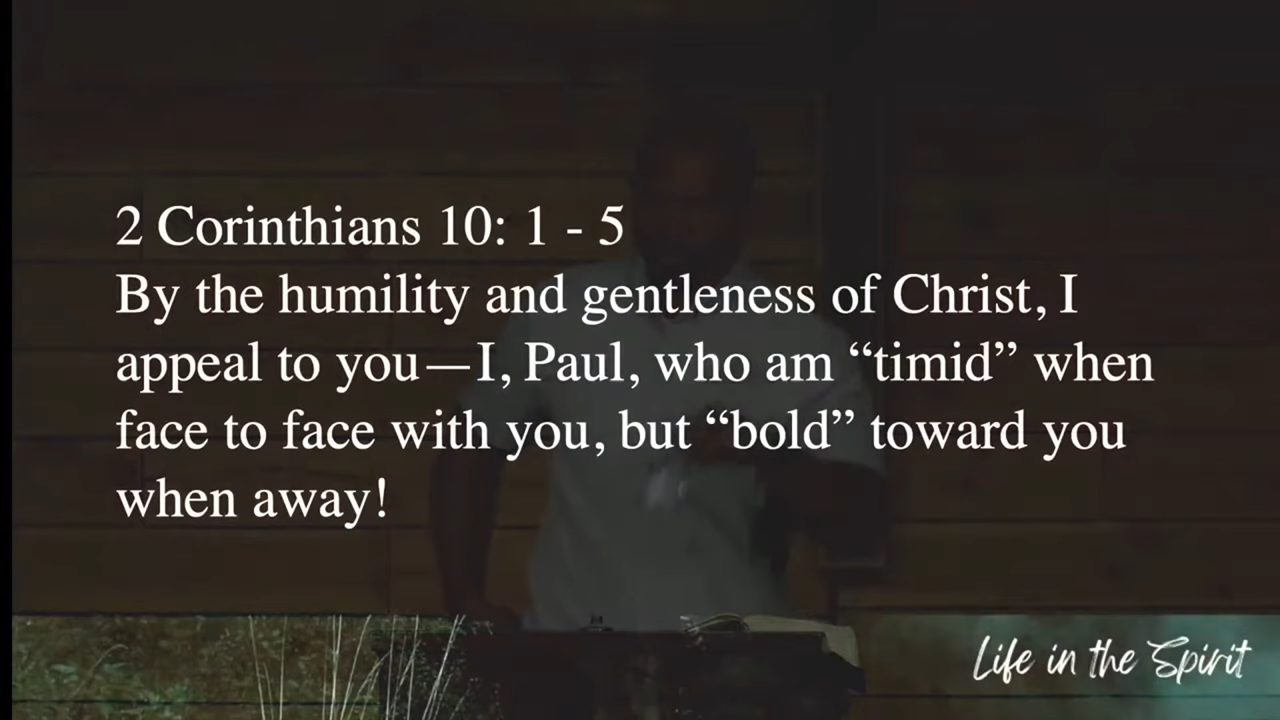 2 Corinthians 10: 1 - 5
By the humility and gentleness of Christ, I
appeal to you—I, Paul, who am “timid” when
face to face with you, but “bold” toward you
when away!
Life in the Spirit